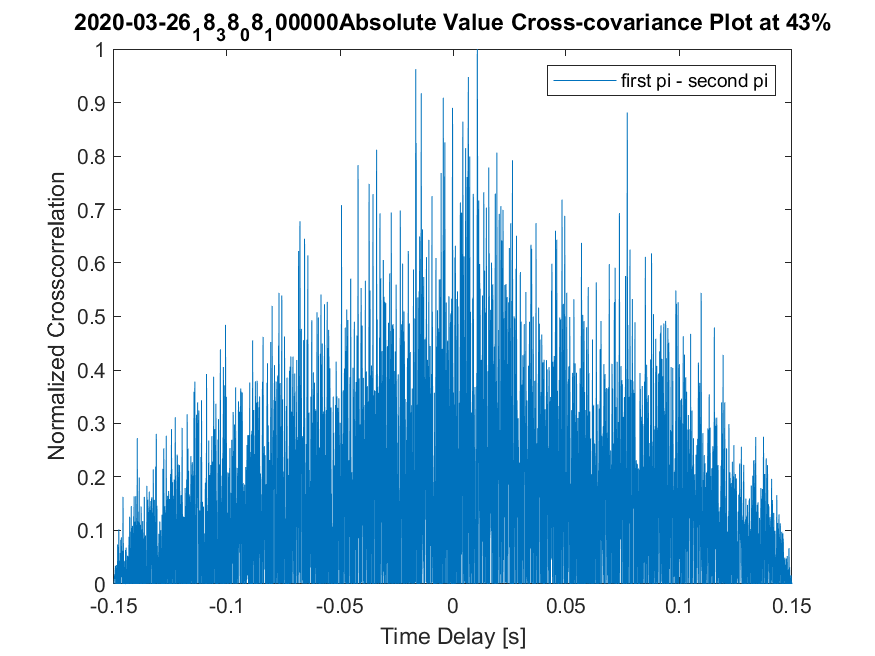 2020-03-26₁8₃8₀8₁00000Absolute Value Cross-covariance Plot at 43%
first pi - second pi
1
0.9
0.8
0.7
0.6
0.5
0.4
0.3
0.2
0.1
0
Normalized Crosscorrelation
-0.15 -0.1 -0.05 0 0.05 0.1 0.15
Time Delay [s]